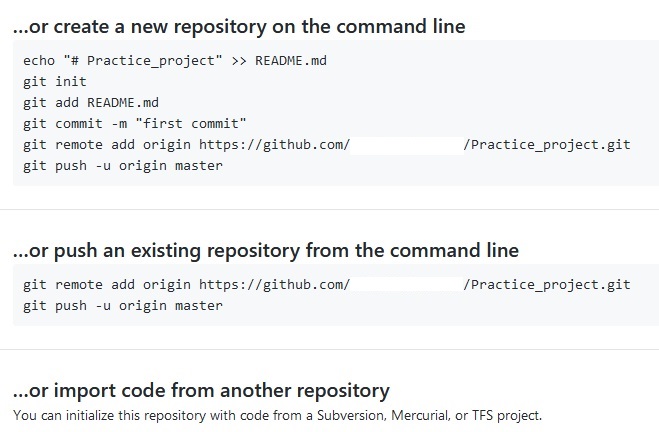 ...or create a new repository on the command line
echo "# Practice_project" >> README.md
git init
git add README.md
git commit -m "first commit"
git remote add origin https://github.com/ /Practice_project.git
git push -u origin master
...or push an existing repository from the command line
git remote add origin https://github.com/ /Practice_project.git
git push -u origin master
...or import code from another repository
You can initialize this repository with code from a Subversion, Mercurial, or TFS project.